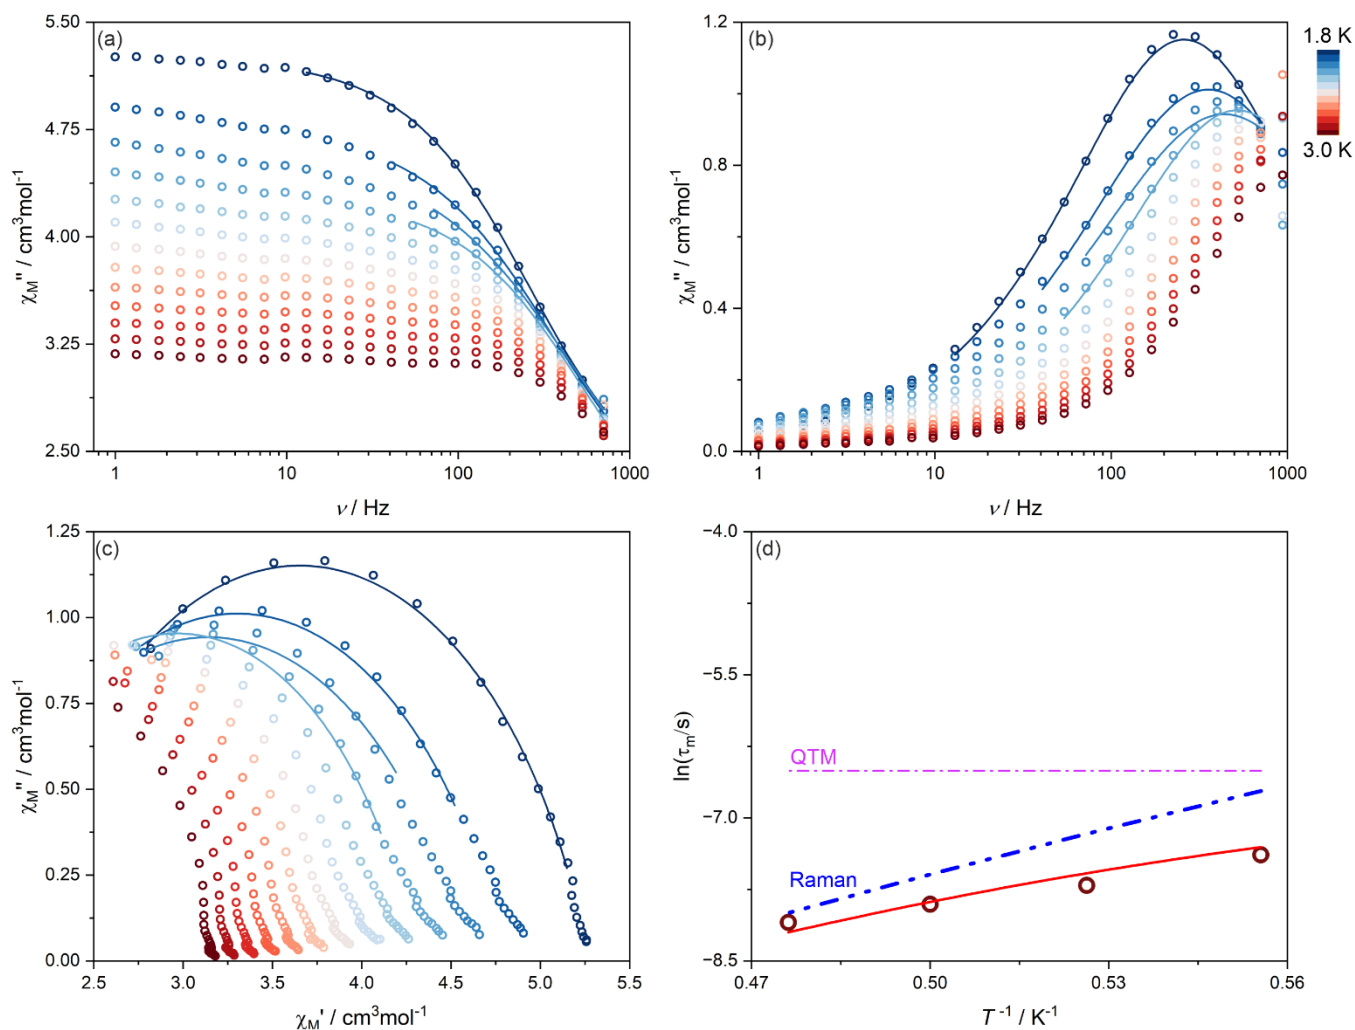 (a)
5.50
4.75
4.00
3.25
2.50
χM'' / cm³mol⁻¹
1
10
100
1000
ν / Hz
(b)
1.2
0.8
0.4
0.0
χM'' / cm³mol⁻¹
1
10
100
1000
ν / Hz
1.8 K
3.0 K
(c)
1.25
1.00
0.75
0.50
0.25
0.00
χM'' / cm³mol⁻¹
2.5
3.0
3.5
4.0
4.5
5.0
5.5
χM' / cm³mol⁻¹
(d)
−4.0
−5.5
−7.0
−8.5
ln(τm/s)
QTM
Raman
0.47
0.50
0.53
0.56
T⁻¹ / K⁻¹